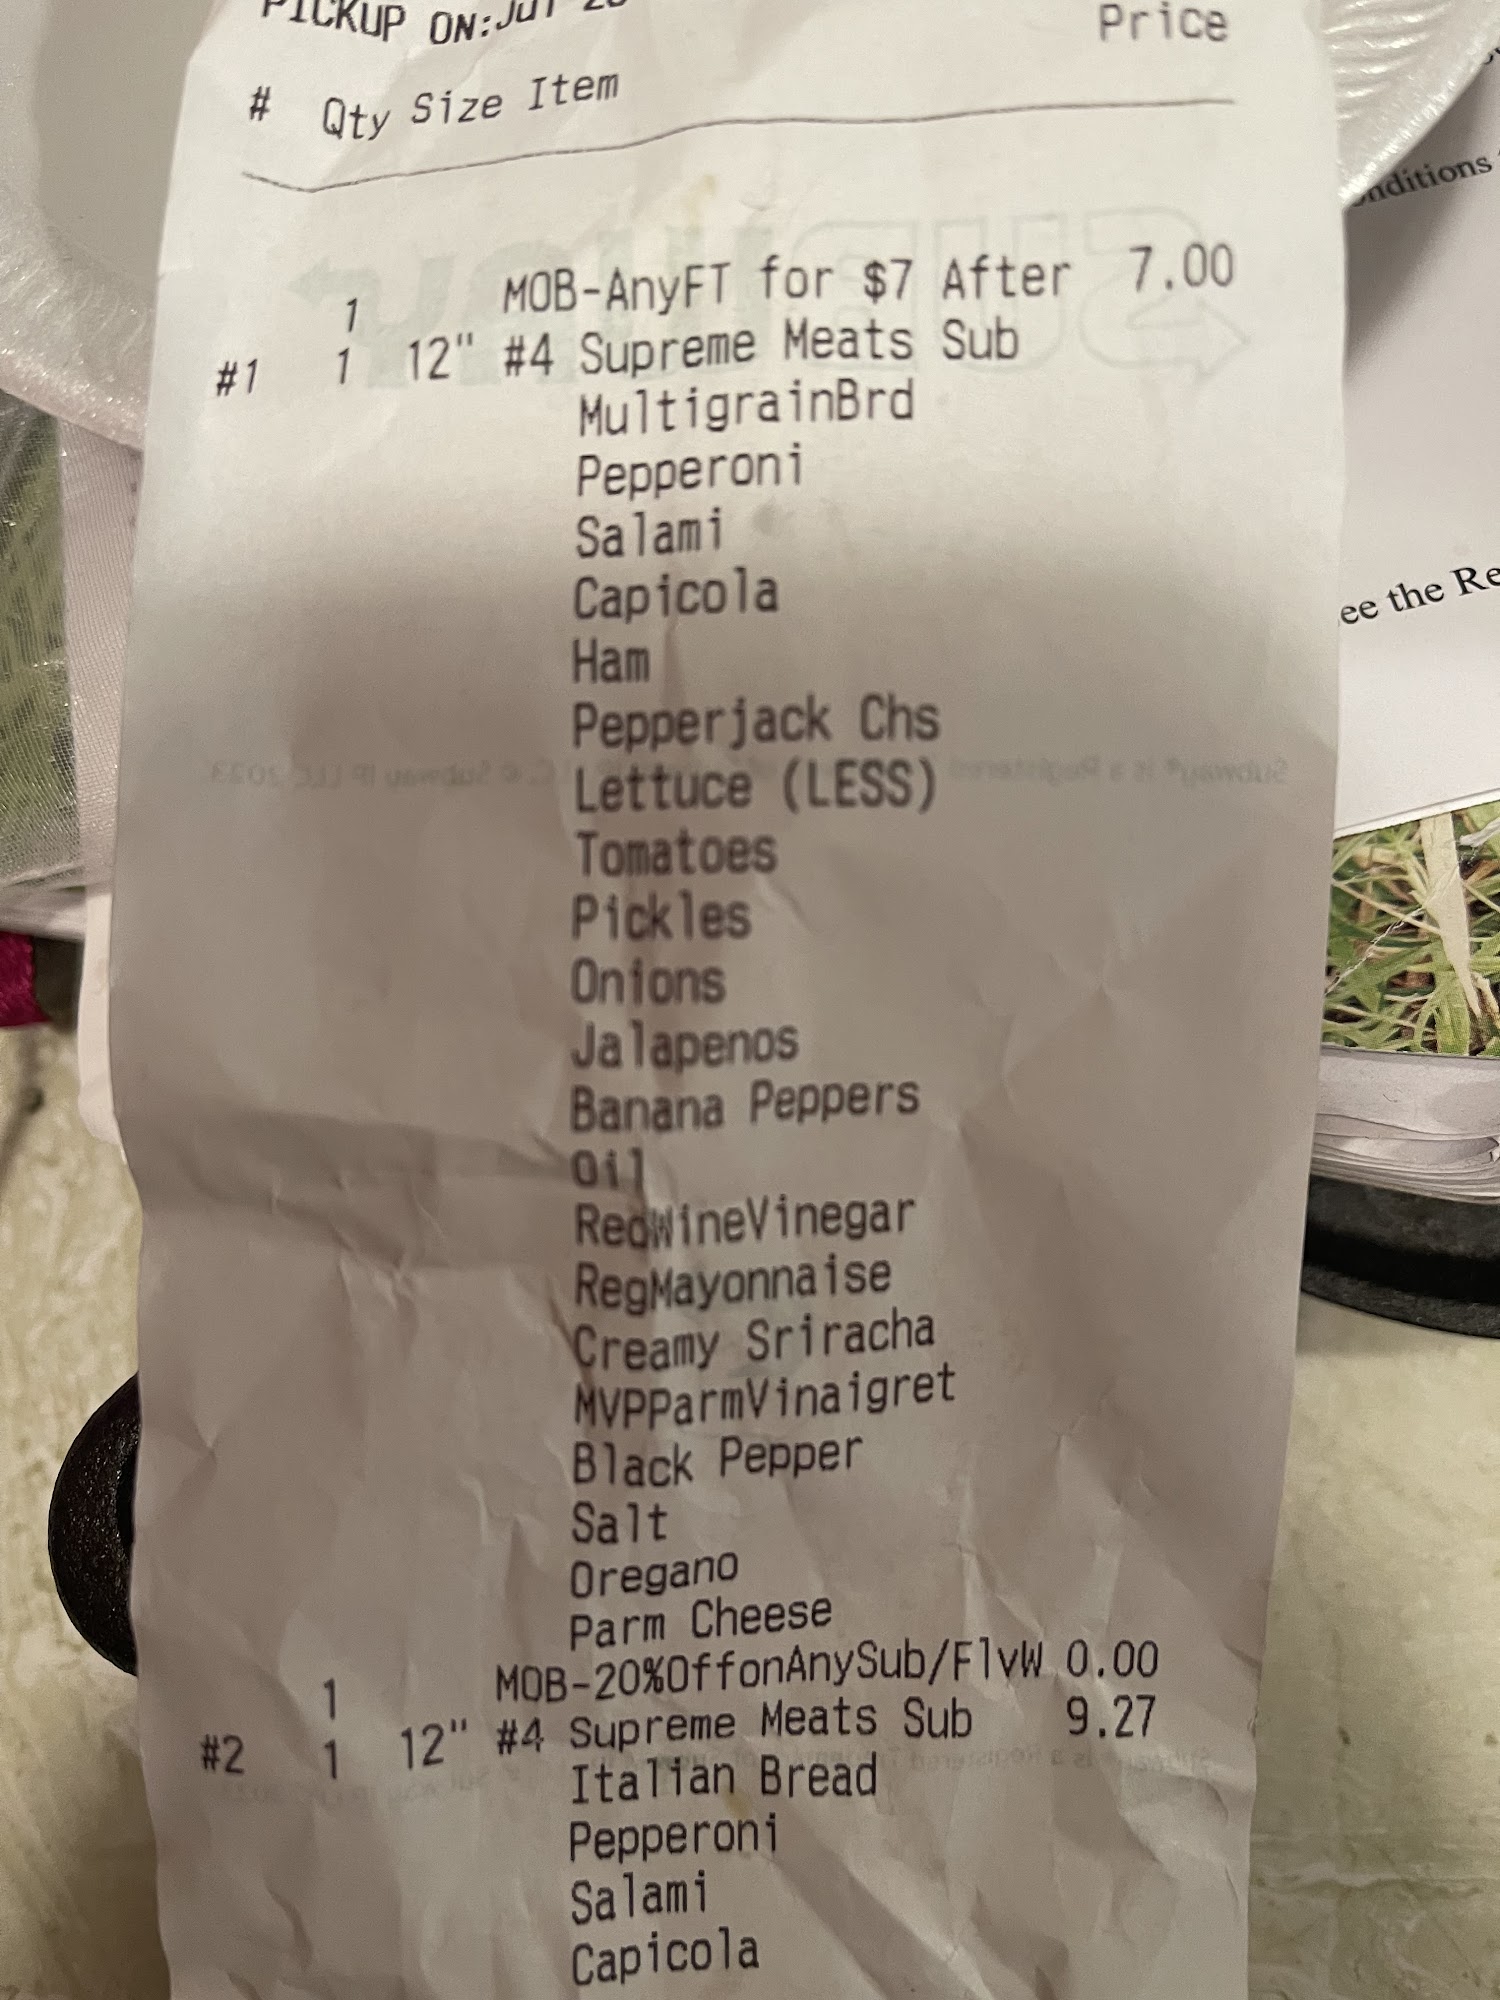 PICKUP ON:Jul
# Qty Size Item Price
1 MOB-AnyFT for $7 After 7.00
#1 1 12" #4 Supreme Meats Sub
MultigrainBrd
Pepperoni
Salami
Capicola
Ham
Pepperjack Chs
Lettuce (LESS)
Tomatoes
Pickles
Onions
Jalapenos
Banana Peppers
Oil
RedWineVinegar
RegMayonnaise
Creamy Sriracha
MVPParmVinaigret
Black Pepper
Salt
Oregano
Parm Cheese
1 MOB-20%OffonAnySub/FlvW 0.00
#2 1 12" #4 Supreme Meats Sub 9.27
Italian Bread
Pepperoni
Salami
Capicola
nditions
ee the Re